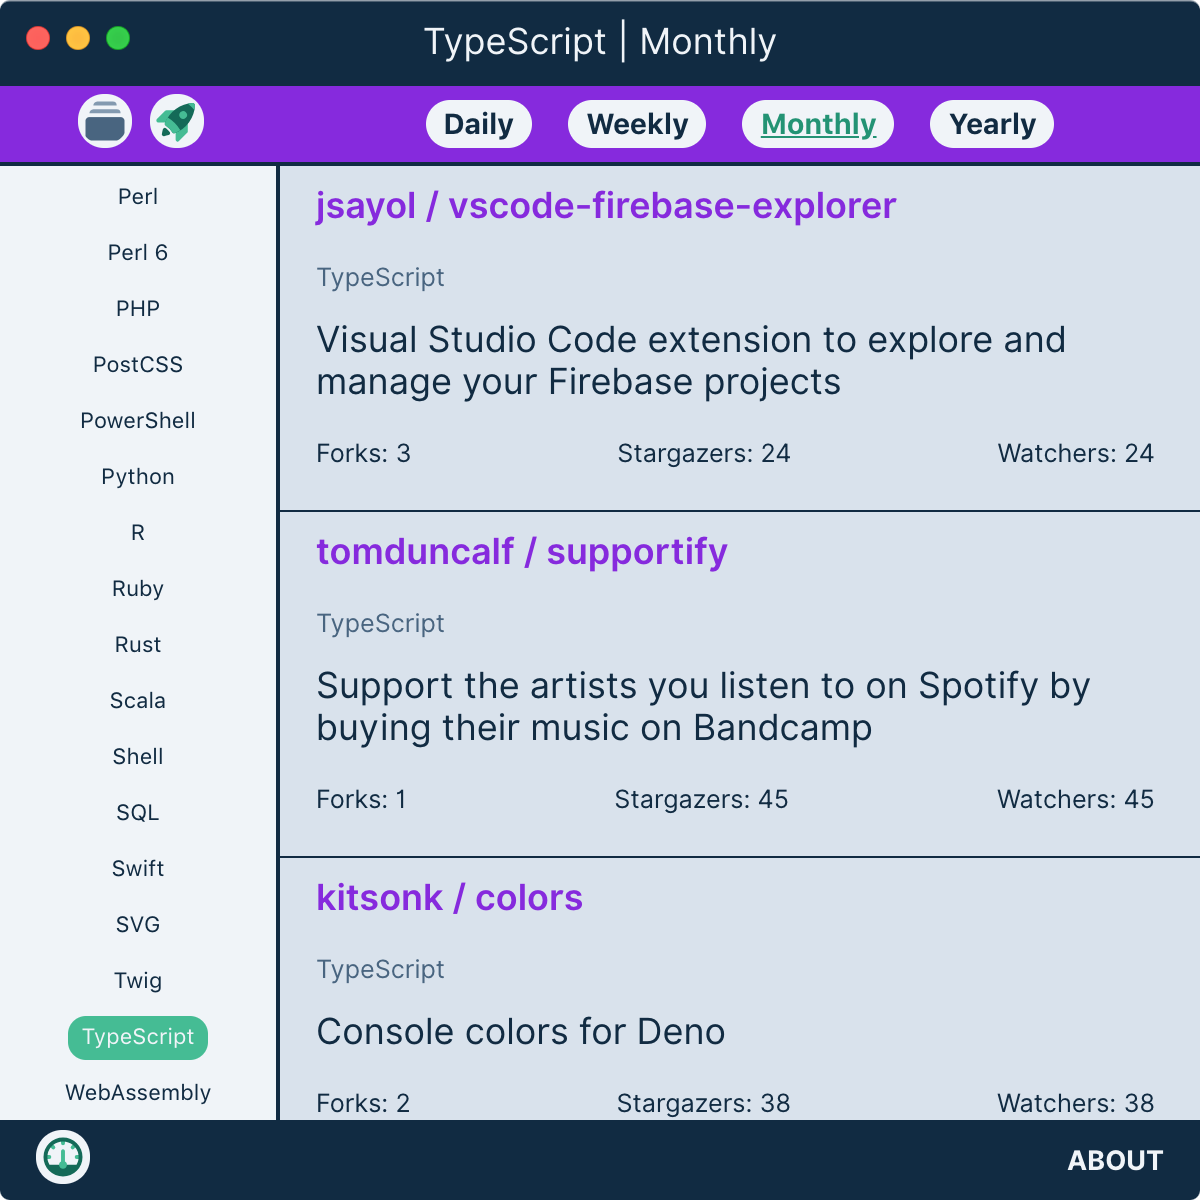 TypeScript | Monthly
Daily
Weekly
Monthly
Yearly
Perl
Perl 6
PHP
PostCSS
PowerShell
Python
R
Ruby
Rust
Scala
Shell
SQL
Swift
SVG
Twig
TypeScript
WebAssembly
jsayol / vscode-firebase-explorer
TypeScript
Visual Studio Code extension to explore and
manage your Firebase projects
Forks: 3
Stargazers: 24
Watchers: 24
tomduncalf / supportify
TypeScript
Support the artists you listen to on Spotify by
buying their music on Bandcamp
Forks: 1
Stargazers: 45
Watchers: 45
kitsonk / colors
TypeScript
Console colors for Deno
Forks: 2
Stargazers: 38
Watchers: 38
ABOUT